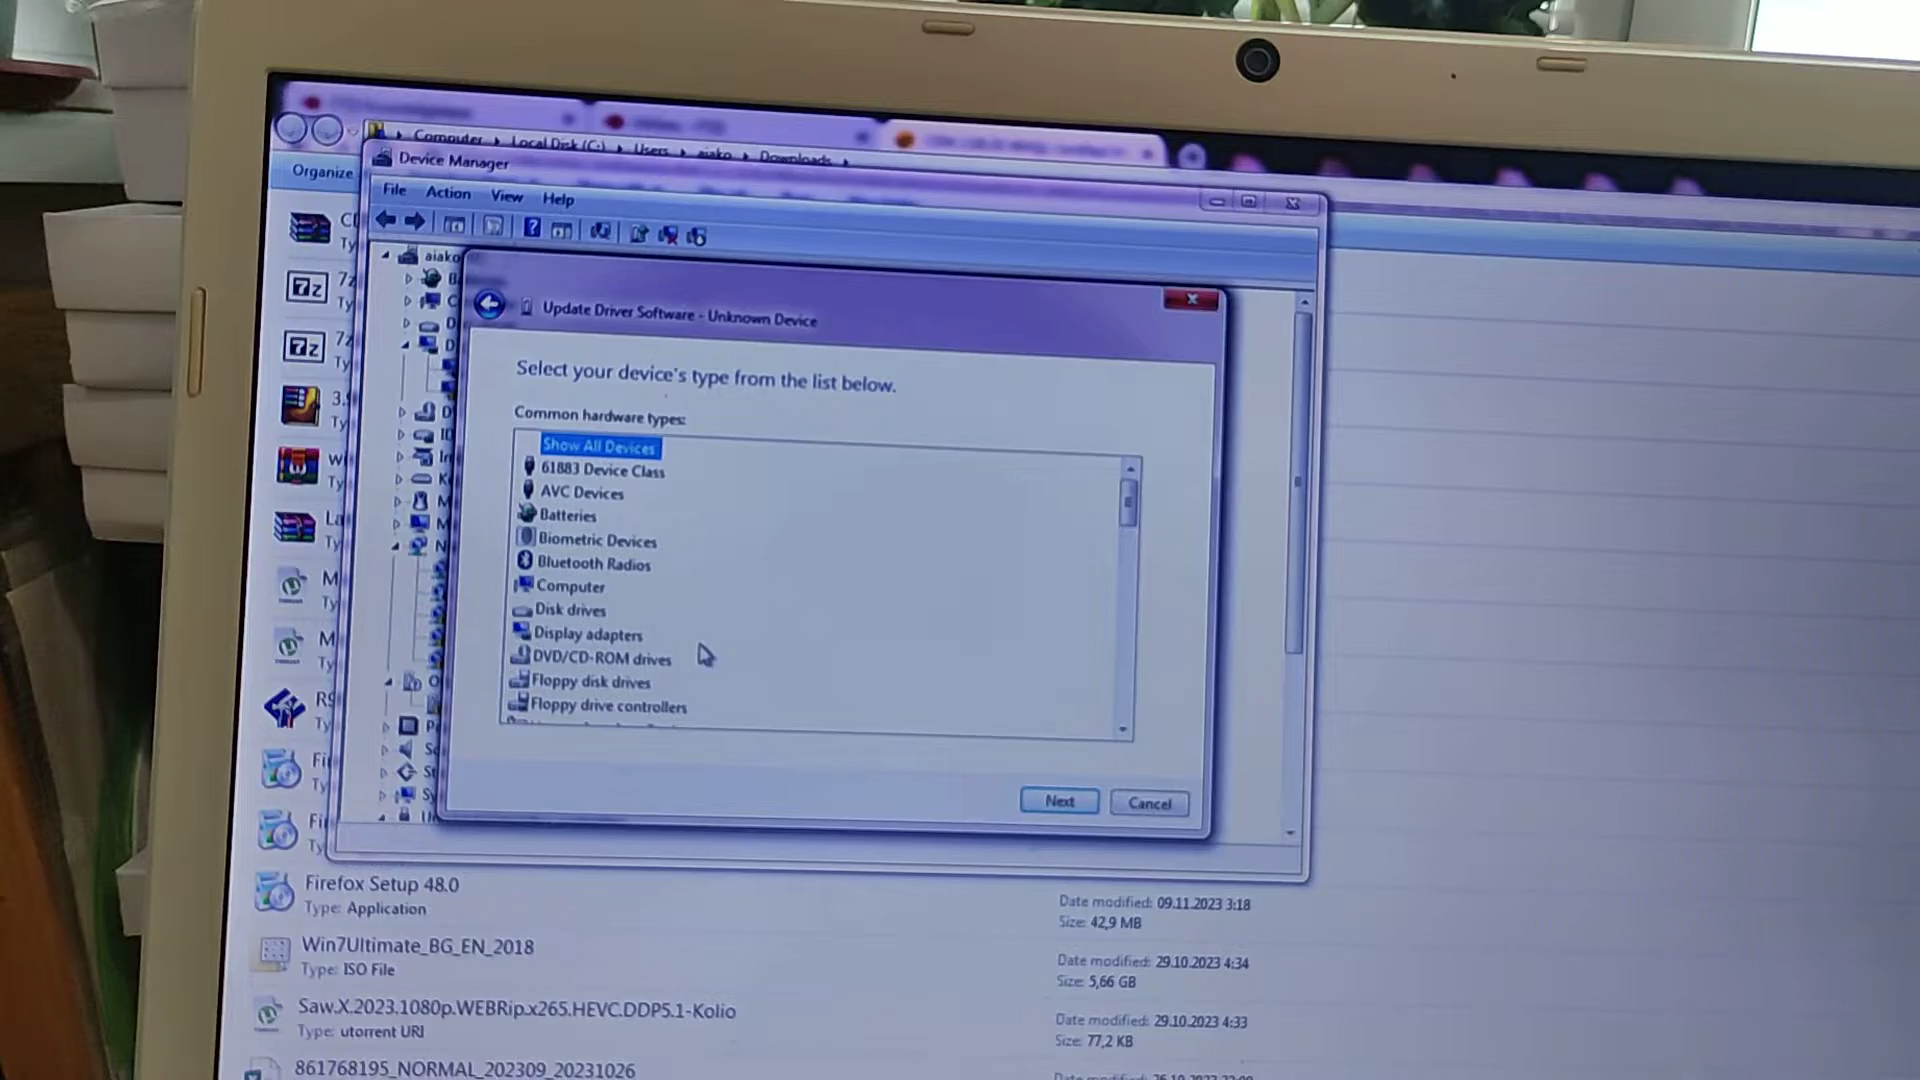 Computer ▸ Local Disk (C:) ▸ Users ▸ aiako ▸ Downloads ▸
Organize
Device Manager
File Action View Help
aiako
Update Driver Software - Unknown Device
Select your device's type from the list below.
Common hardware types:
Show All Devices
61883 Device Class
AVC Devices
Batteries
Biometric Devices
Bluetooth Radios
Computer
Disk drives
Display adapters
DVD/CD-ROM drives
Floppy disk drives
Floppy drive controllers
Next
Cancel
Firefox Setup 48.0
Type: Application
Date modified: 09.11.2023 3:18
Size: 42,9 MB
Win7Ultimate_BG_EN_2018
Type: ISO File
Date modified: 29.10.2023 4:34
Size: 5,66 GB
Saw.X.2023.1080p.WEBRip.x265.HEVC.DDP5.1-Kolio
Type: utorrent URI
Date modified: 29.10.2023 4:33
Size: 77,2 KB
861768195_NORMAL_202309_20231026